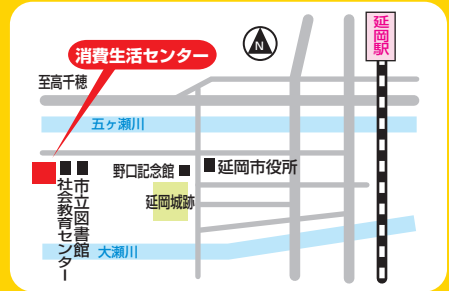 延岡駅
N
消費生活センター
至高千穂
五ヶ瀬川
野口記念館
延岡市役所
市立図書館
社会教育センター
延岡城跡
大瀬川